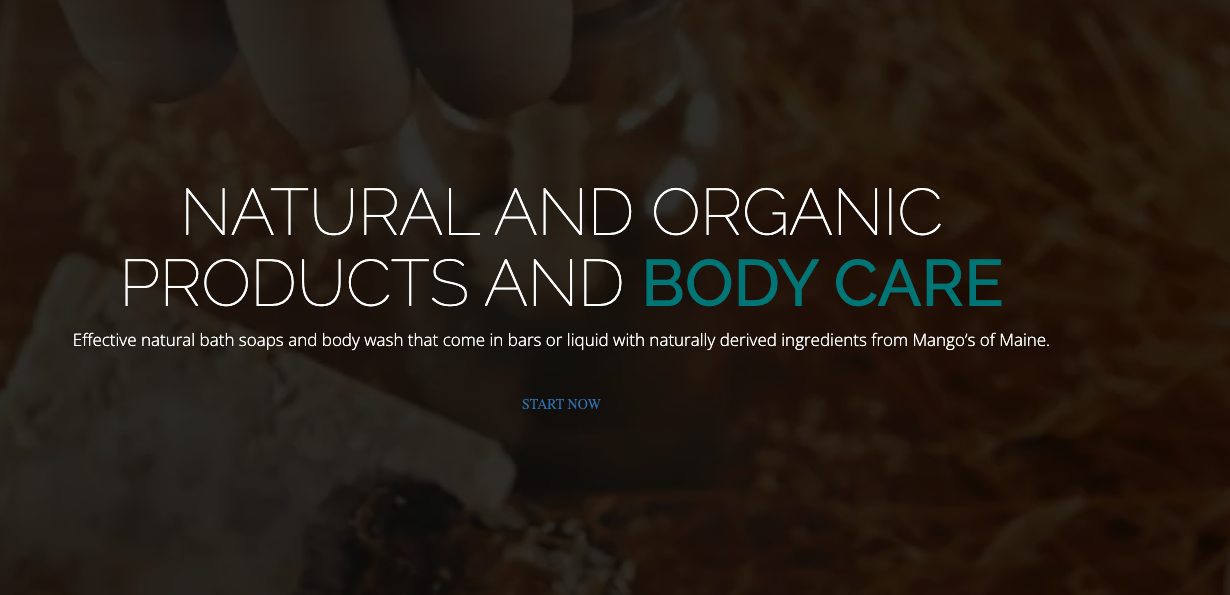 NATURAL AND ORGANIC
PRODUCTS AND BODY CARE
Effective natural bath soaps and body wash that come in bars or liquid with naturally derived ingredients from Mango’s of Maine.
START NOW